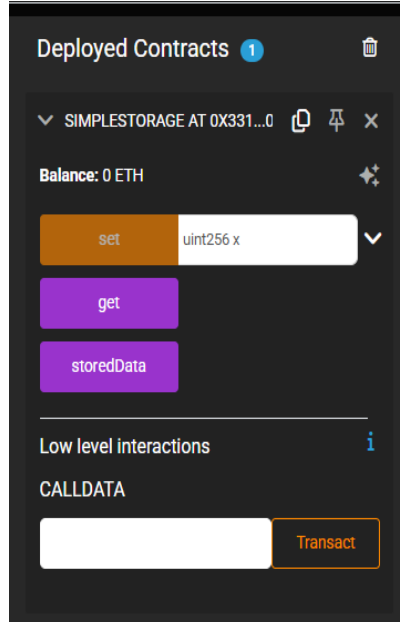 Deployed Contracts 1
SIMPLESTORAGE AT 0X331...0
Balance: 0 ETH
set uint256 x
get
storedData
Low level interactions i
CALLDATA
Transact